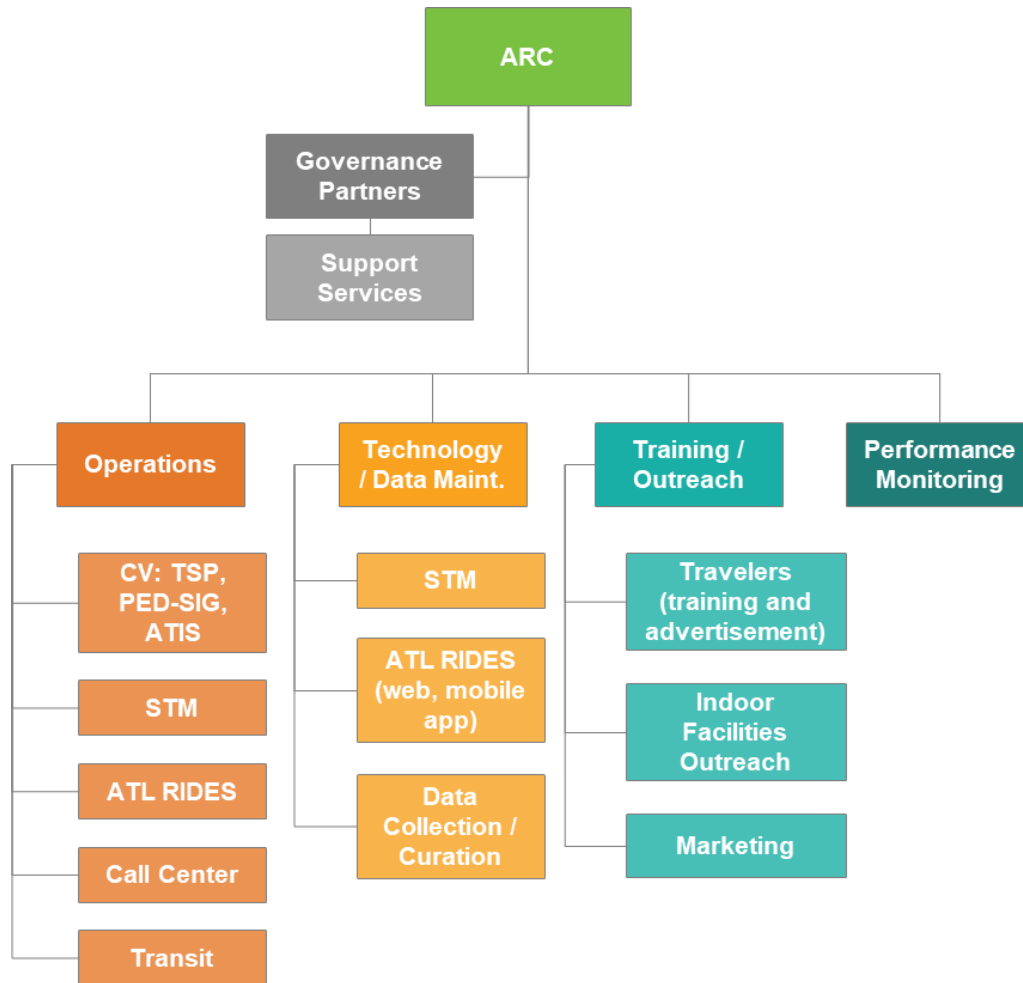 ARC
Governance
Partners
Support
Services
Operations
CV: TSP,
PED-SIG,
ATIS
STM
ATL RIDES
Call Center
Transit
Technology
/ Data Maint.
STM
ATL RIDES
(web, mobile
app)
Data
Collection /
Curation
Training /
Outreach
Travelers
(training and
advertisement)
Indoor
Facilities
Outreach
Marketing
Performance
Monitoring